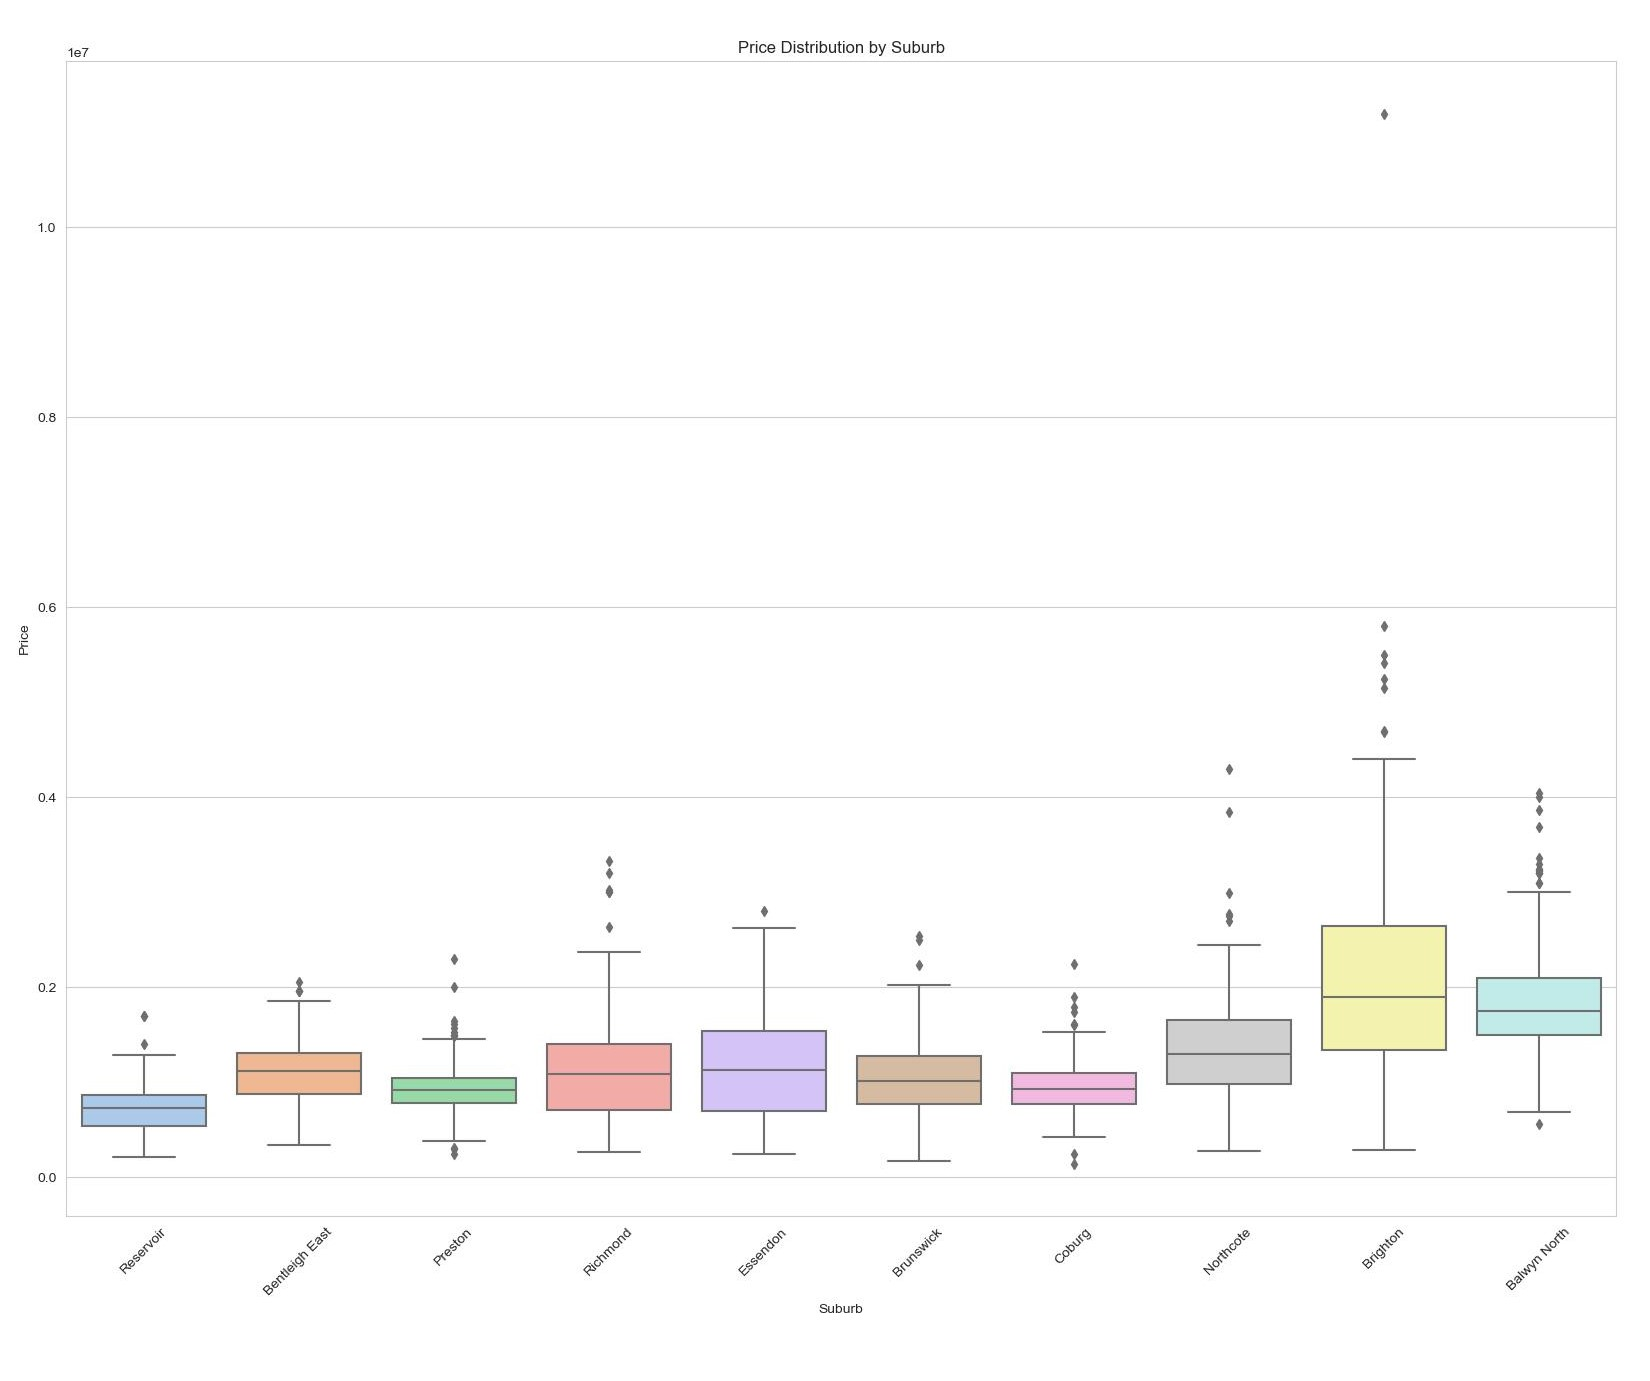 Price Distribution by Suburb
1e7
1.0
0.8
0.6
0.4
0.2
0.0
Price
Reservoir
Bentleigh East
Preston
Richmond
Essendon
Brunswick
Coburg
Northcote
Brighton
Balwyn North
Suburb